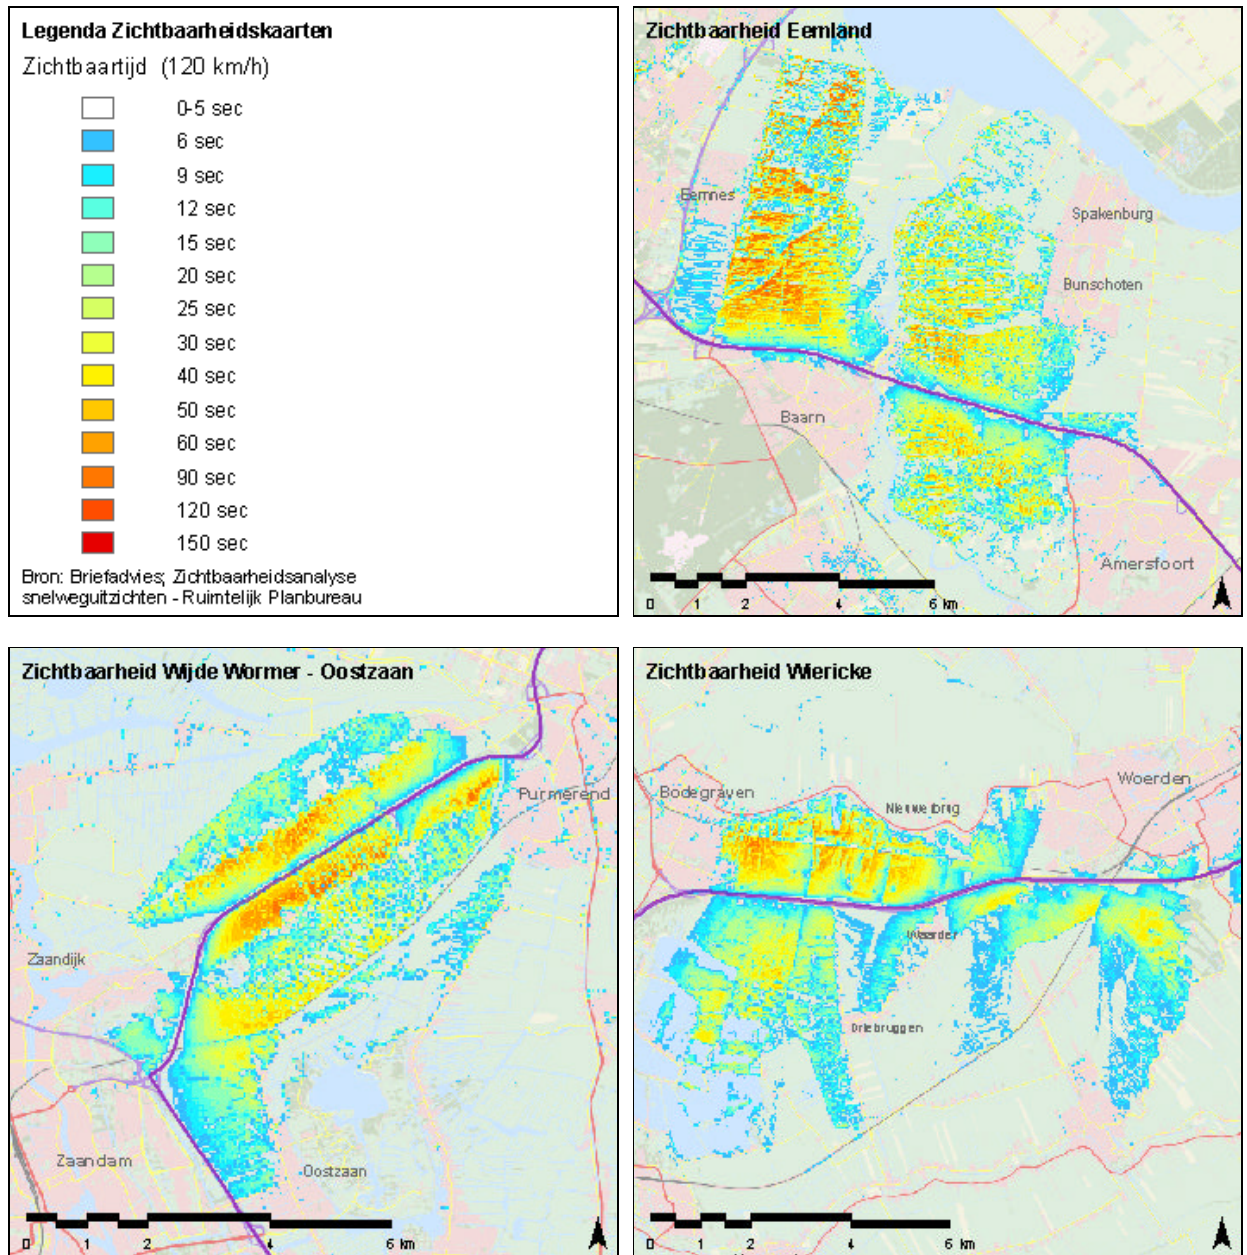 Legenda Zichtbaarheidskaarten
Zichtbaartijd (120 km/h)
0-5 sec
6 sec
9 sec
12 sec
15 sec
20 sec
25 sec
30 sec
40 sec
50 sec
60 sec
90 sec
120 sec
150 sec
Bron: Briefadvies; Zichtbaarheidsanalyse
snelweguitzichten - Ruimtelijk Planbureau
Zichtbaarheid Eemland
Eemnes
Spakenburg
Bunschoten
Baarn
Amersfoort
0 1 2 4 6 km
Zichtbaarheid Wijde Wormer - Oostzaan
Purmerend
Zaandijk
Zaandam
Oostzaan
0 1 2 4 6 km
Zichtbaarheid Wiericke
Woerden
Bodegraven
Nieuwerbrug
Waarder
Driebruggen
0 1 2 4 6 km